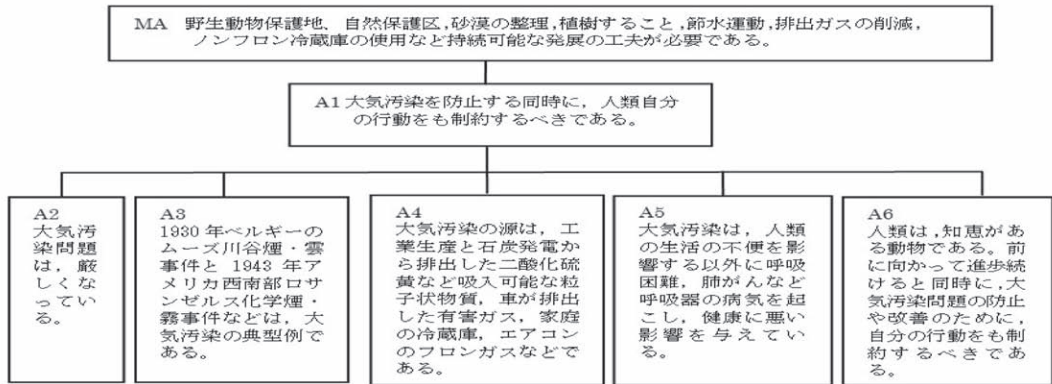 MA 野生動物保護地、自然保護区,砂漠の整理,植樹すること,節水運動,排出ガスの削減,
ノンフロン冷蔵庫の使用など持続可能な発展の工夫が必要である。
A1 大気汚染を防止する同時に,人類自分
の行動をも制約するべきである。
A2
大気汚
染問題
は,厳
しくな
ってい
る。
A3
1930年ベルギーの
ムーズ川谷煙・雲
事件と 1943 年ア
メリカ西南部ロサ
ンゼルス化学煙・
霧事件などは,大
気汚染の典型例で
ある。
A4
大気汚染の源は,工
業生産と石炭発電か
ら排出した二酸化硫
黄など吸入可能な粒
子状物質,車が排出
した有害ガス,家庭
の冷蔵庫,エアコン
のフロンガスなどで
ある。
A5
大気汚染は,人類
の生活の不便を影
響する以外に呼吸
困難,肺がんなど
呼吸器の病気を起
こし,健康に悪い
影響を与えてい
る。
A6
人類は,知恵があ
る動物である。前
に向かって進歩続
けると同時に,大
気汚染問題の防止
や改善のために,
自分の行動をも制
約するべきであ
る。